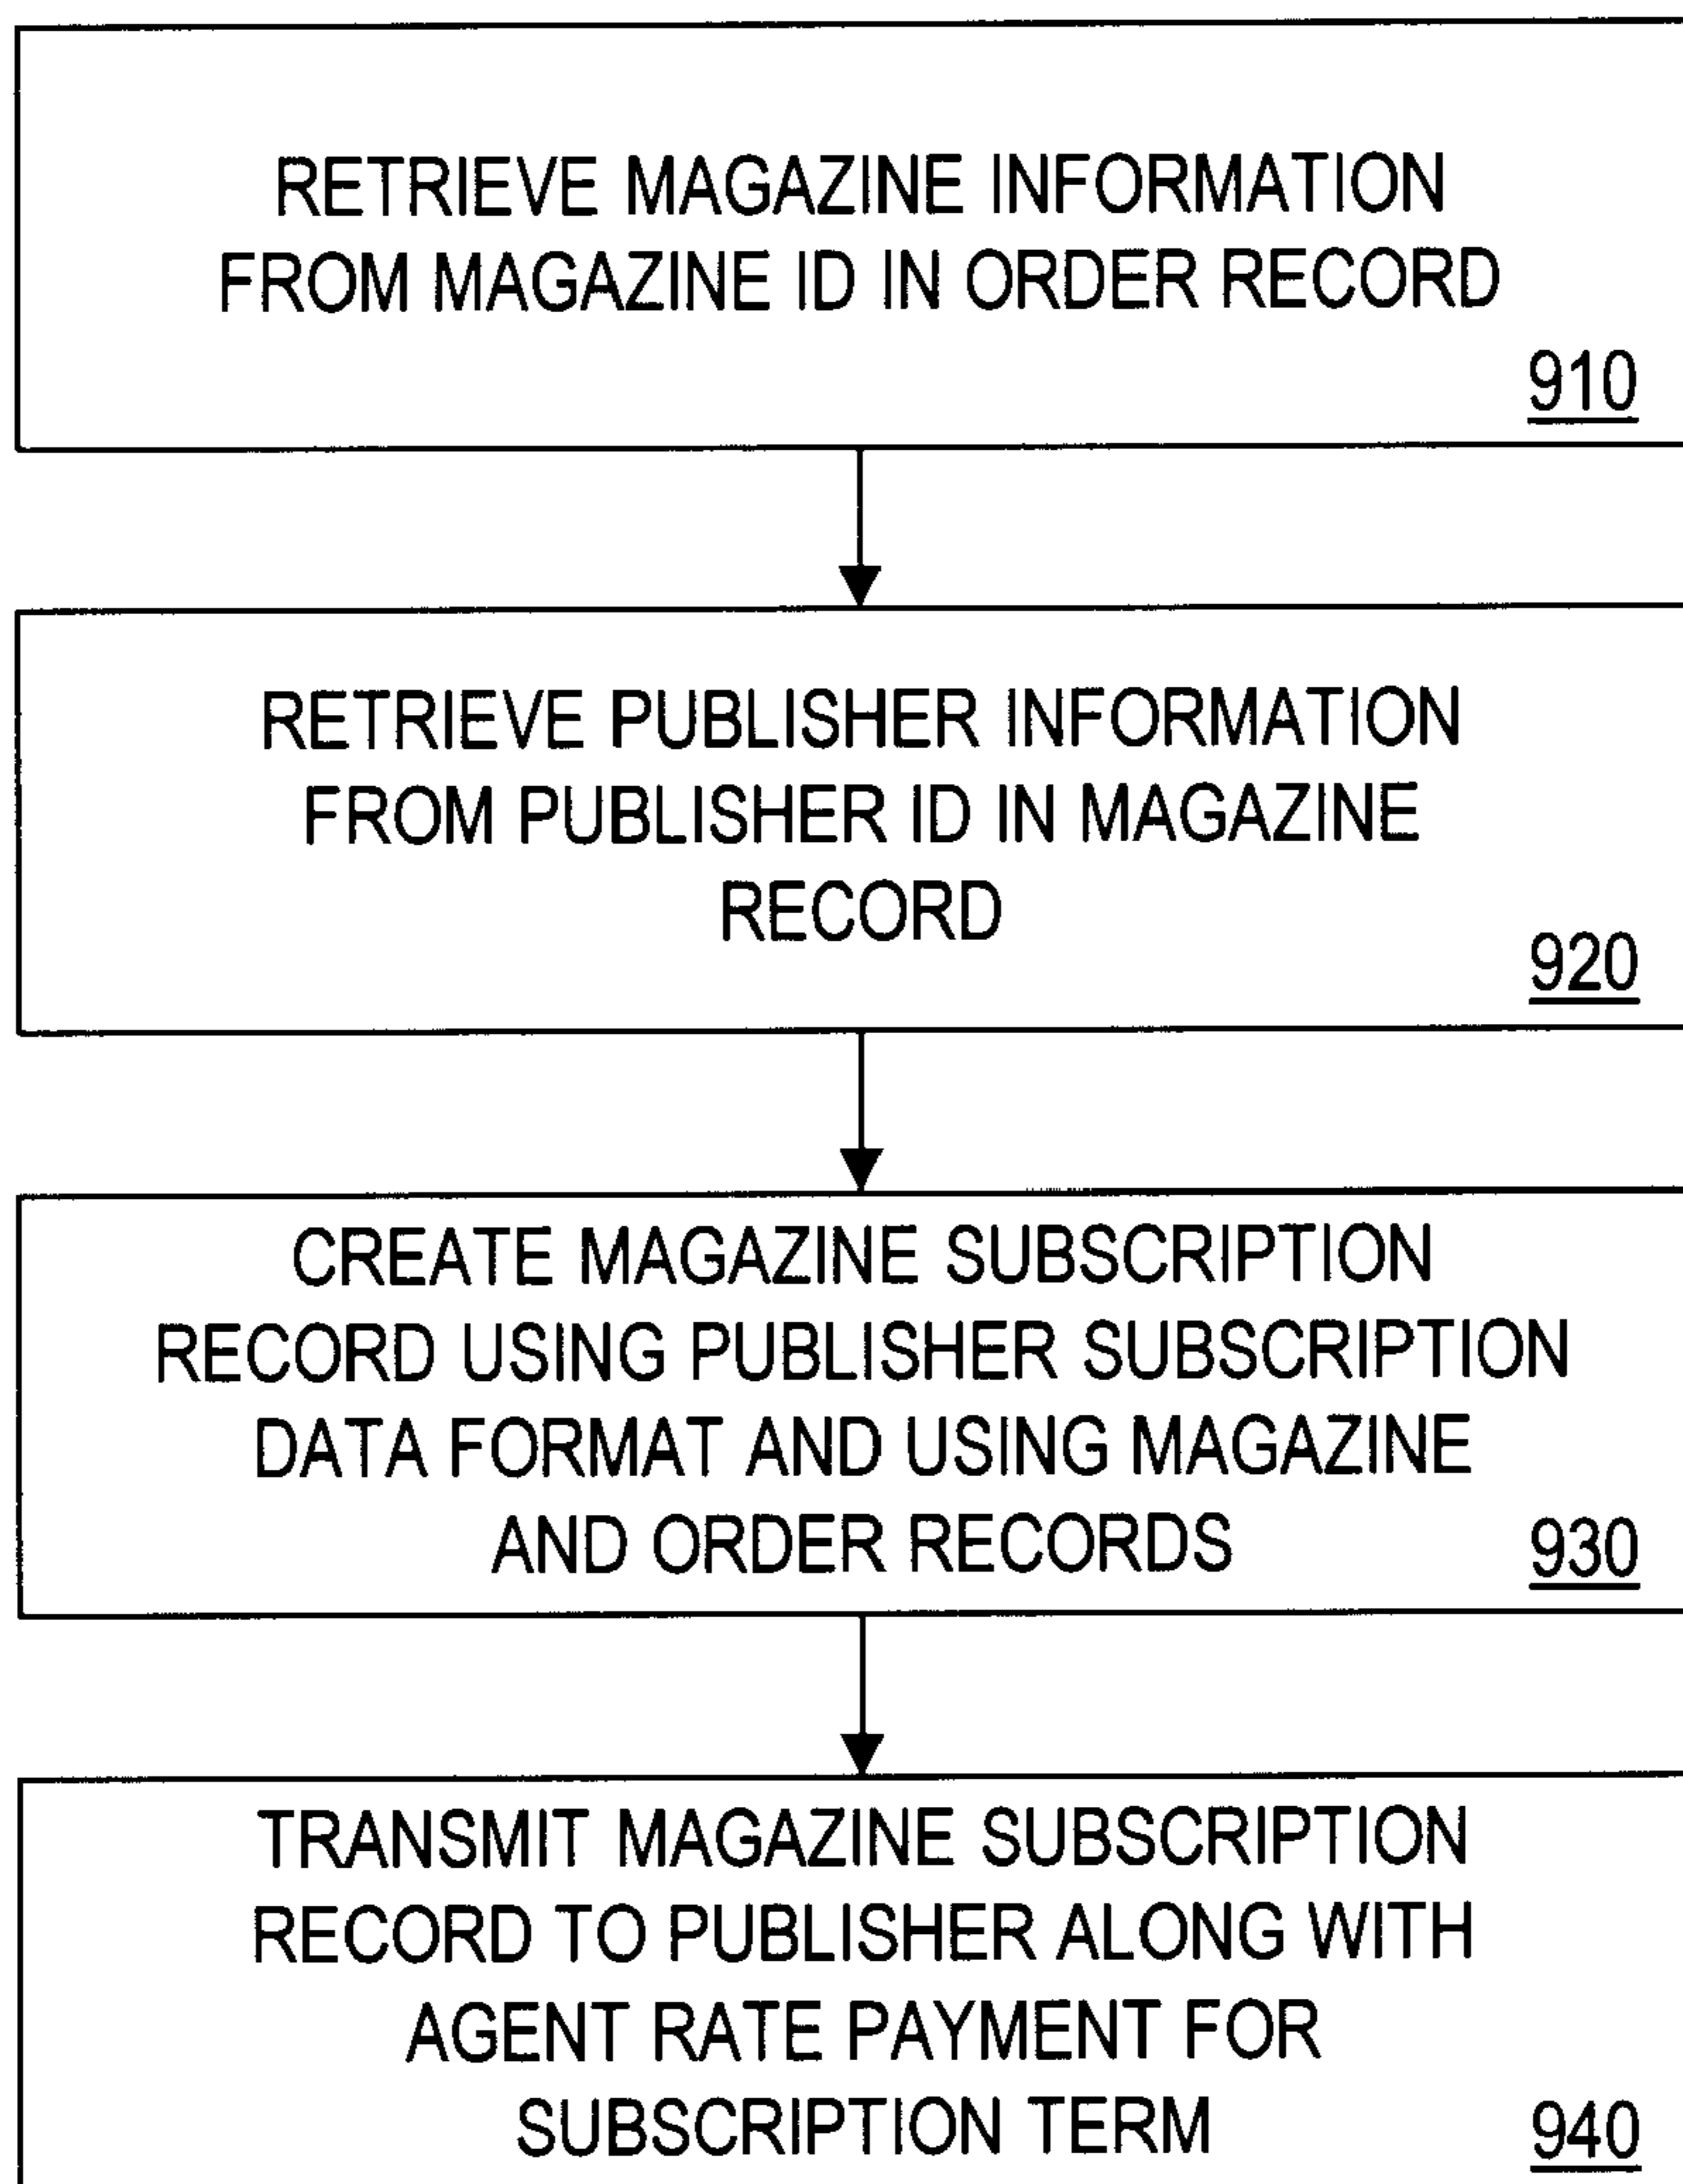 RETRIEVE MAGAZINE INFORMATION
FROM MAGAZINE ID IN ORDER RECORD
910
RETRIEVE PUBLISHER INFORMATION
FROM PUBLISHER ID IN MAGAZINE
RECORD
920
CREATE MAGAZINE SUBSCRIPTION
RECORD USING PUBLISHER SUBSCRIPTION
DATA FORMAT AND USING MAGAZINE
AND ORDER RECORDS
930
TRANSMIT MAGAZINE SUBSCRIPTION
RECORD TO PUBLISHER ALONG WITH
AGENT RATE PAYMENT FOR
SUBSCRIPTION TERM
940